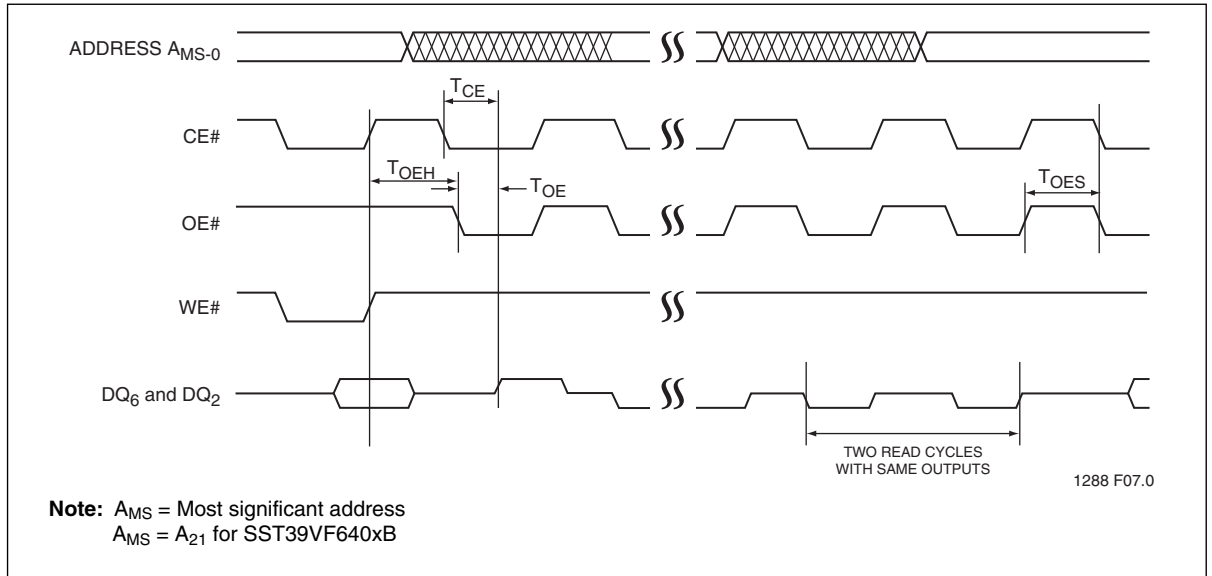 ADDRESS AMS-0
TCE
CE#
TOEH
TOE
TOES
OE#
WE#
DQ6 and DQ2
TWO READ CYCLES
WITH SAME OUTPUTS
1288 F07.0
Note: AMS = Most significant address
AMS = A21 for SST39VF640xB